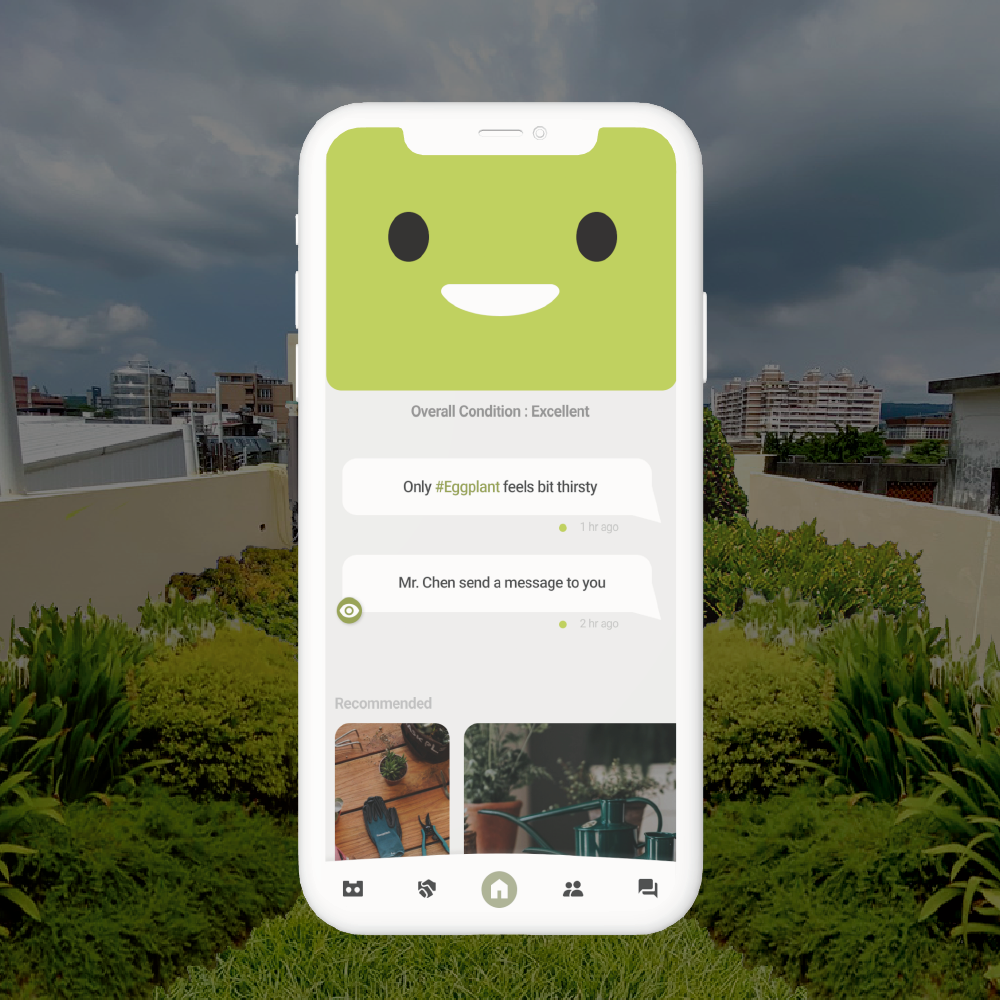 Overall Condition : Excellent
Only #Eggplant feels bit thirsty
1 hr ago
Mr. Chen send a message to you
2 hr ago
Recommended